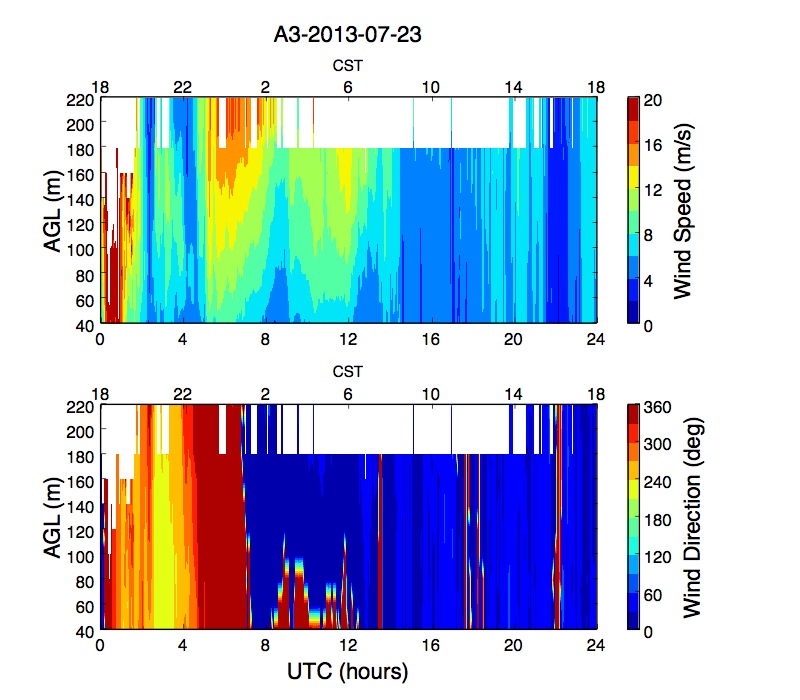 A3-2013-07-23
CST
18 22 2 6 10 14 18
220 200 180 160 140 120 100 80 60 40
AGL (m)
0 4 8 12 16 20 24
20 16 12 8 4 0
Wind Speed (m/s)
CST
18 22 2 6 10 14 18
220 200 180 160 140 120 100 80 60 40
AGL (m)
0 4 8 12 16 20 24
UTC (hours)
360 300 240 180 120 60 0
Wind Direction (deg)